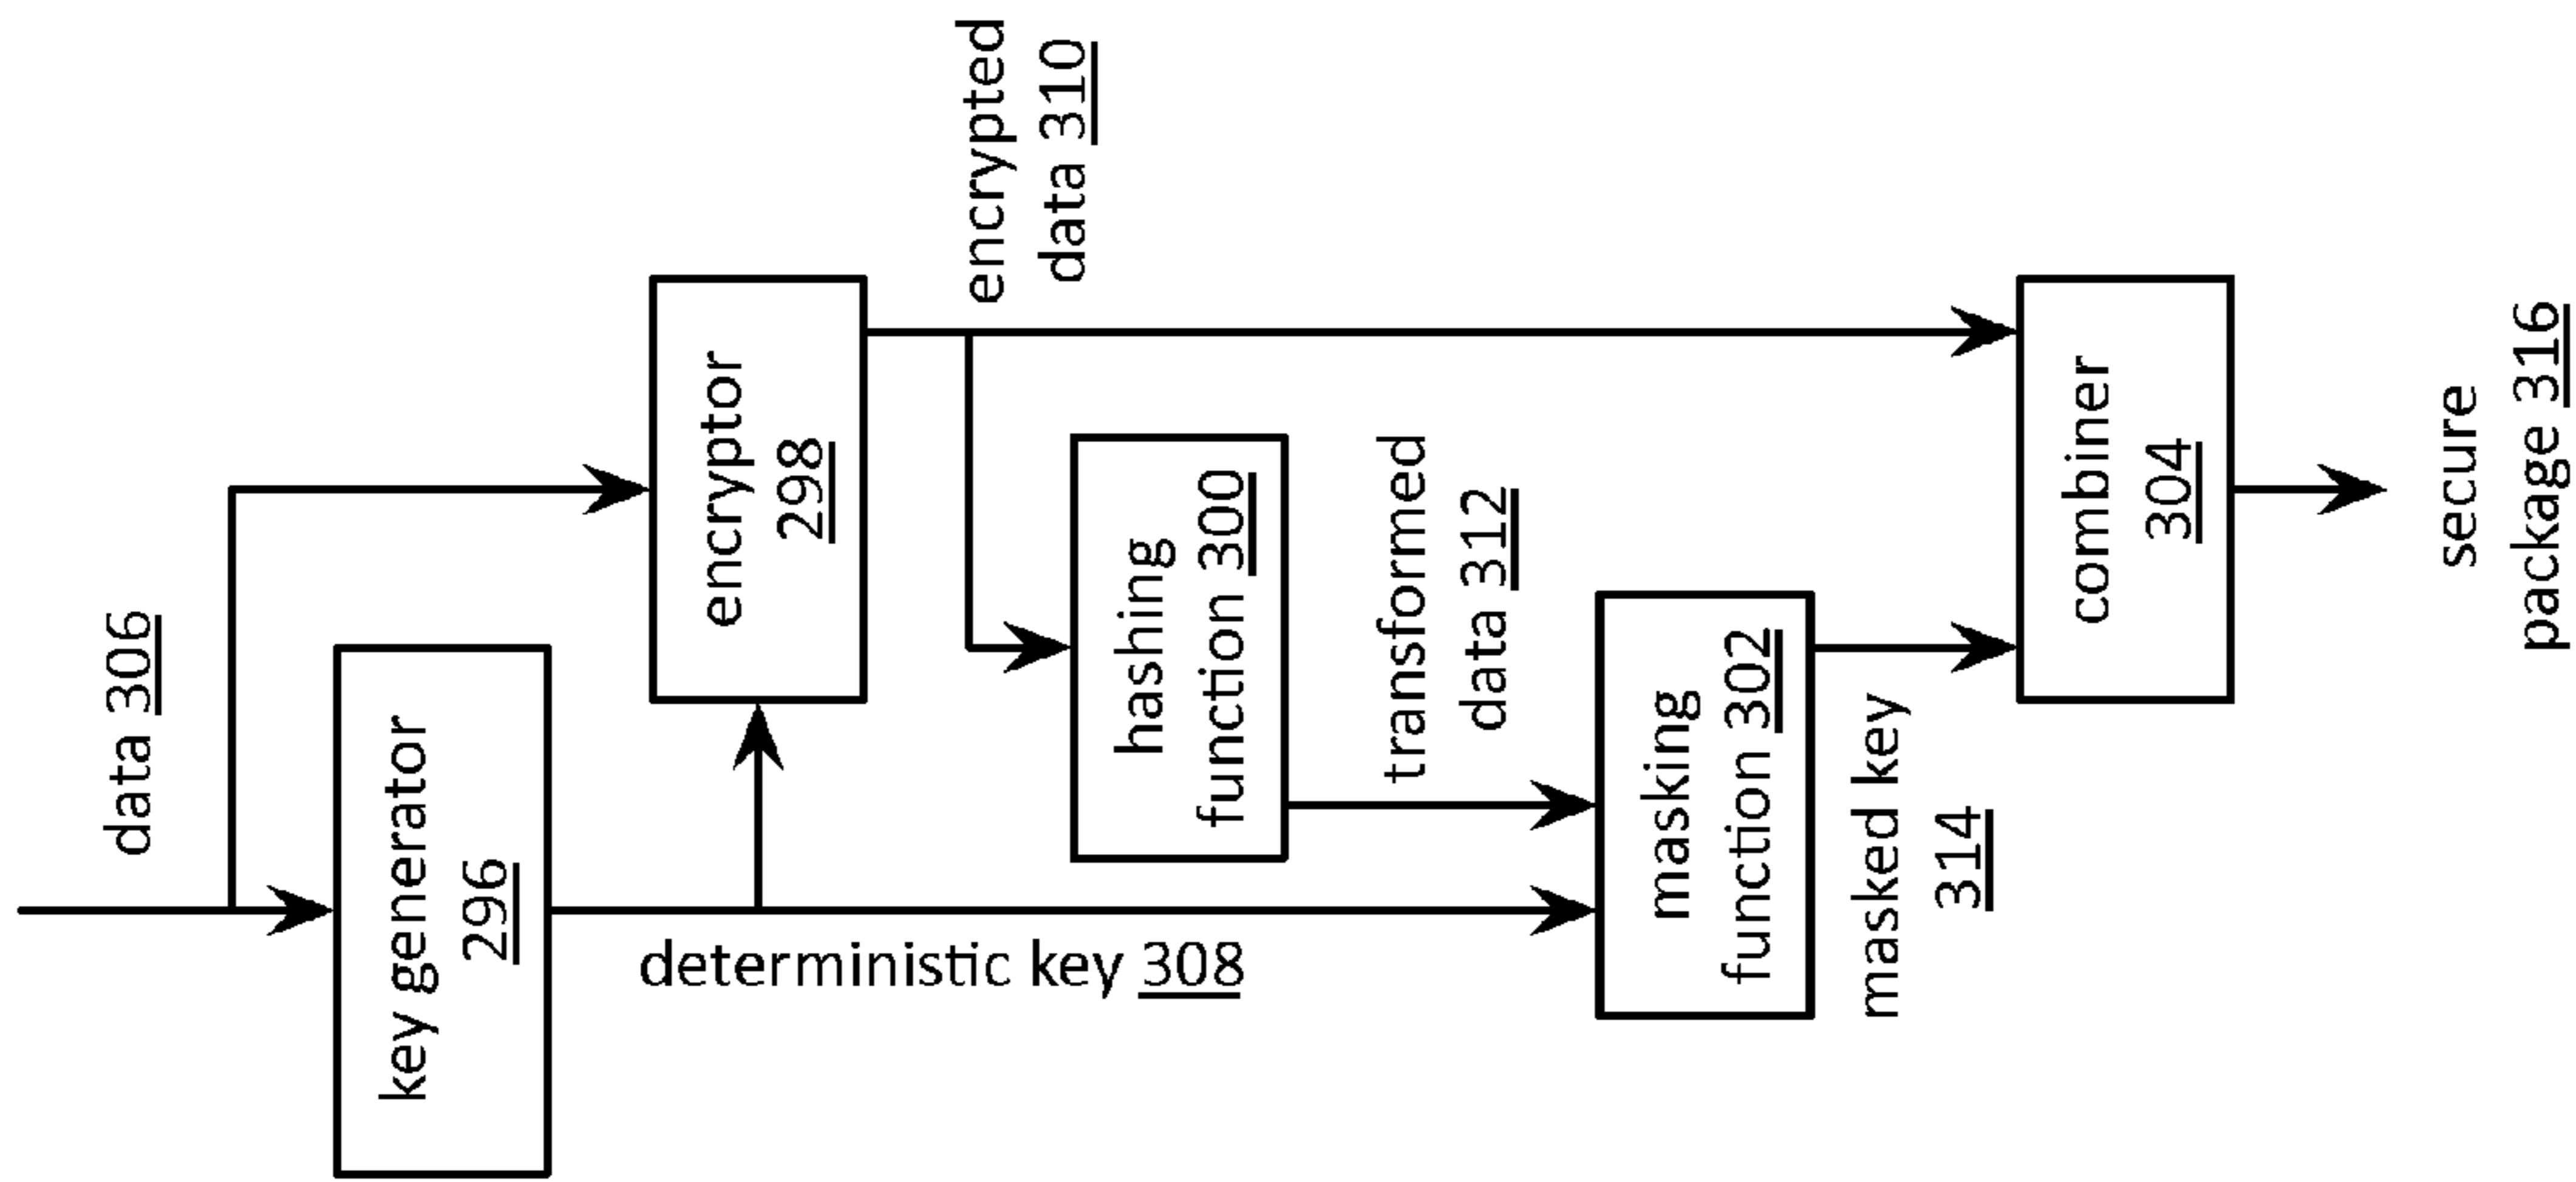 data 306
key generator
296
deterministic key 308
encryptor
298
encrypted
data 310
hashing
function 300
transformed
data 312
masking
function 302
masked key
314
combiner
304
secure
package 316